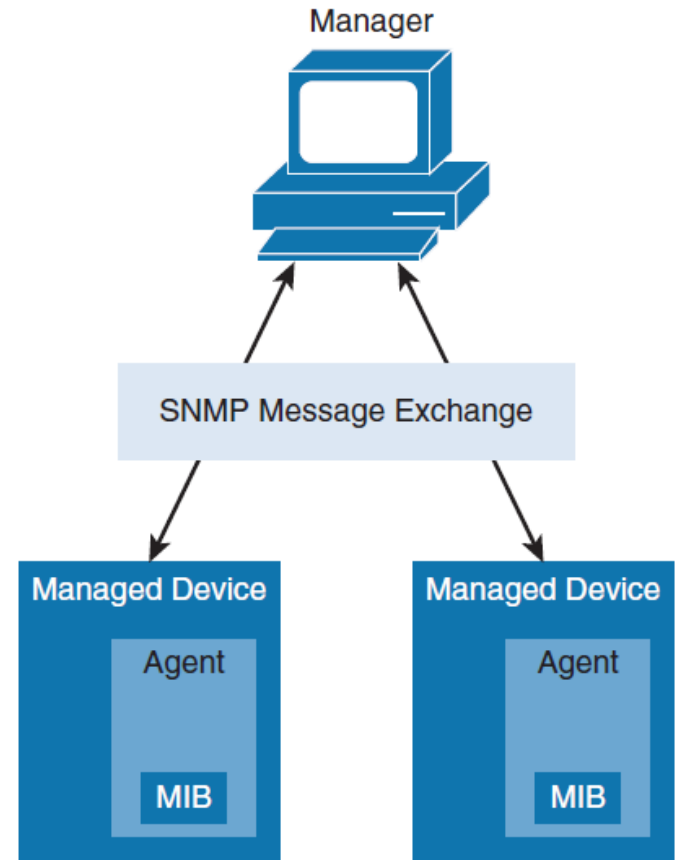 Manager
SNMP Message Exchange
Managed Device
Agent
MIB
Managed Device
Agent
MIB